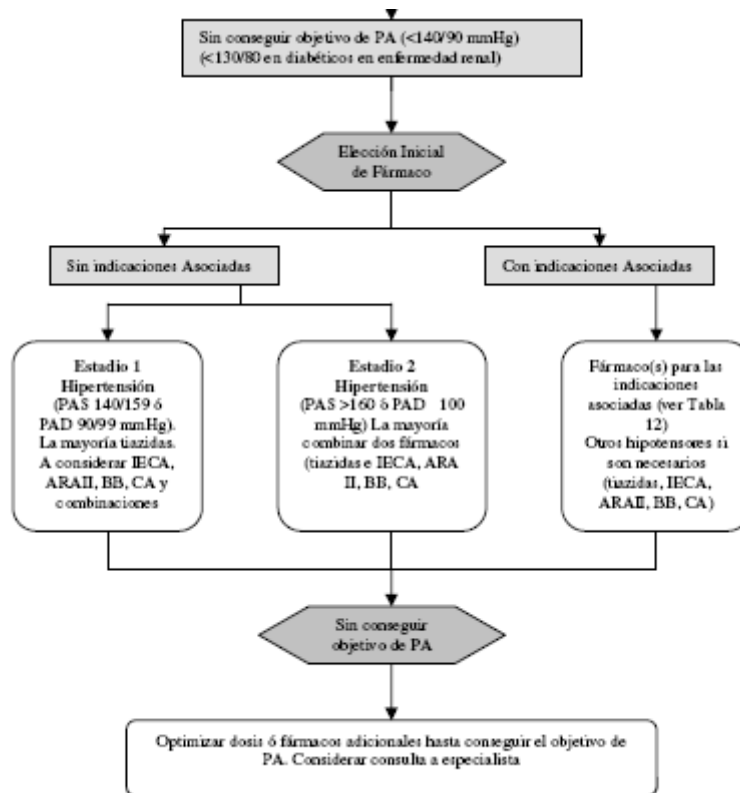 Sin conseguir objetivo de PA (<140/90 mmHg)
(<130/80 en diabéticos en enfermedad renal)
Elección Inicial
de Fármaco
Sin indicaciones Asociadas
Con indicaciones Asociadas
Estadio 1
Hipertensión
(PAS 140/159 ó
PAD 90/99 mmHg).
La mayoría tiazidas.
A considerar IECA,
ARAII, BB, CA y
combinaciones
Estadio 2
Hipertensión
(PAS >160 ó PAD 100
mmHg) La mayoría
combinar dos fármacos
(tiazidas e IECA, ARA
II, BB, CA
Fármaco(s) para las
indicaciones
asociadas (ver Tabla
12)
Otros hipotensores si
son necesarios
(tiazidas, IECA,
ARAII, BB, CA)
Sin conseguir
objetivo de PA
Optimizar dosis ó fármacos adicionales hasta conseguir el objetivo de
PA. Considerar consulta a especialista